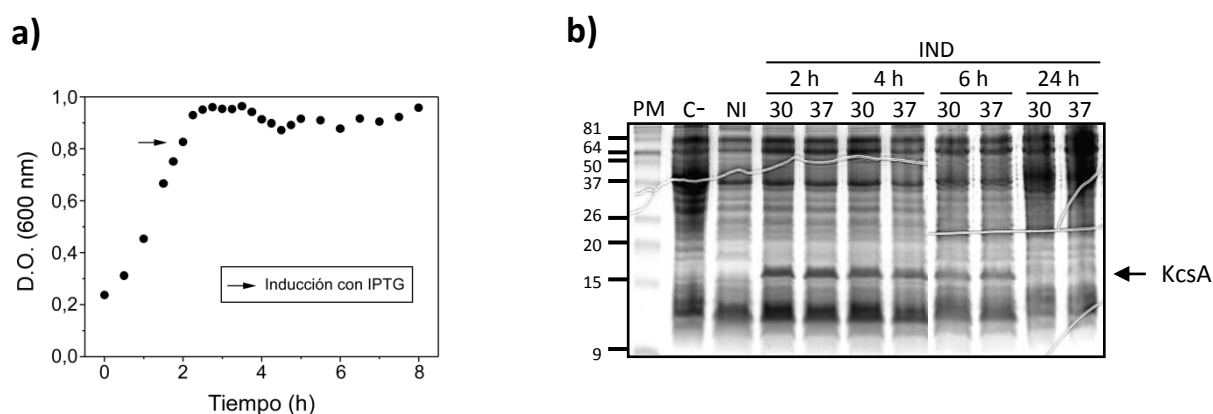 a)
1,0
0,8
0,6
0,4
0,2
0,0
D.O. (600 nm)
0 2 4 6 8
Tiempo (h)
Inducción con IPTG
b)
IND
2 h 4 h 6 h 24 h
PM C- NI 30 37 30 37 30 37 30 37
81
64
50
37
26
20
15
9
KcsA